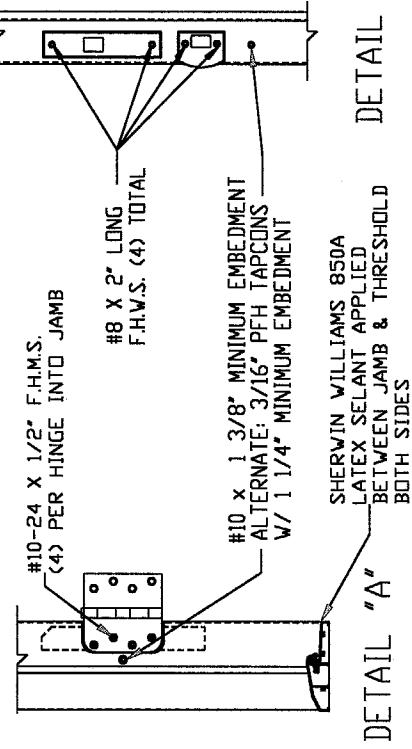 #10-24 X 1/2" F.H.M.S.
(4) PER HINGE INTO JAMB
#8 X 2" LONG
F.H.W.S. (4) TOTAL
#10 x 1 3/8" MINIMUM EMBEDMENT
ALTERNATE: 3/16" PFH TAPCONS
W/ 1 1/4" MINIMUM EMBEDMENT
SHERWIN WILLIAMS 850A
LATEX SELANT APPLIED
BETWEEN JAMB & THRESHOLD
BOTH SIDES
DETAIL "A"
DETAIL